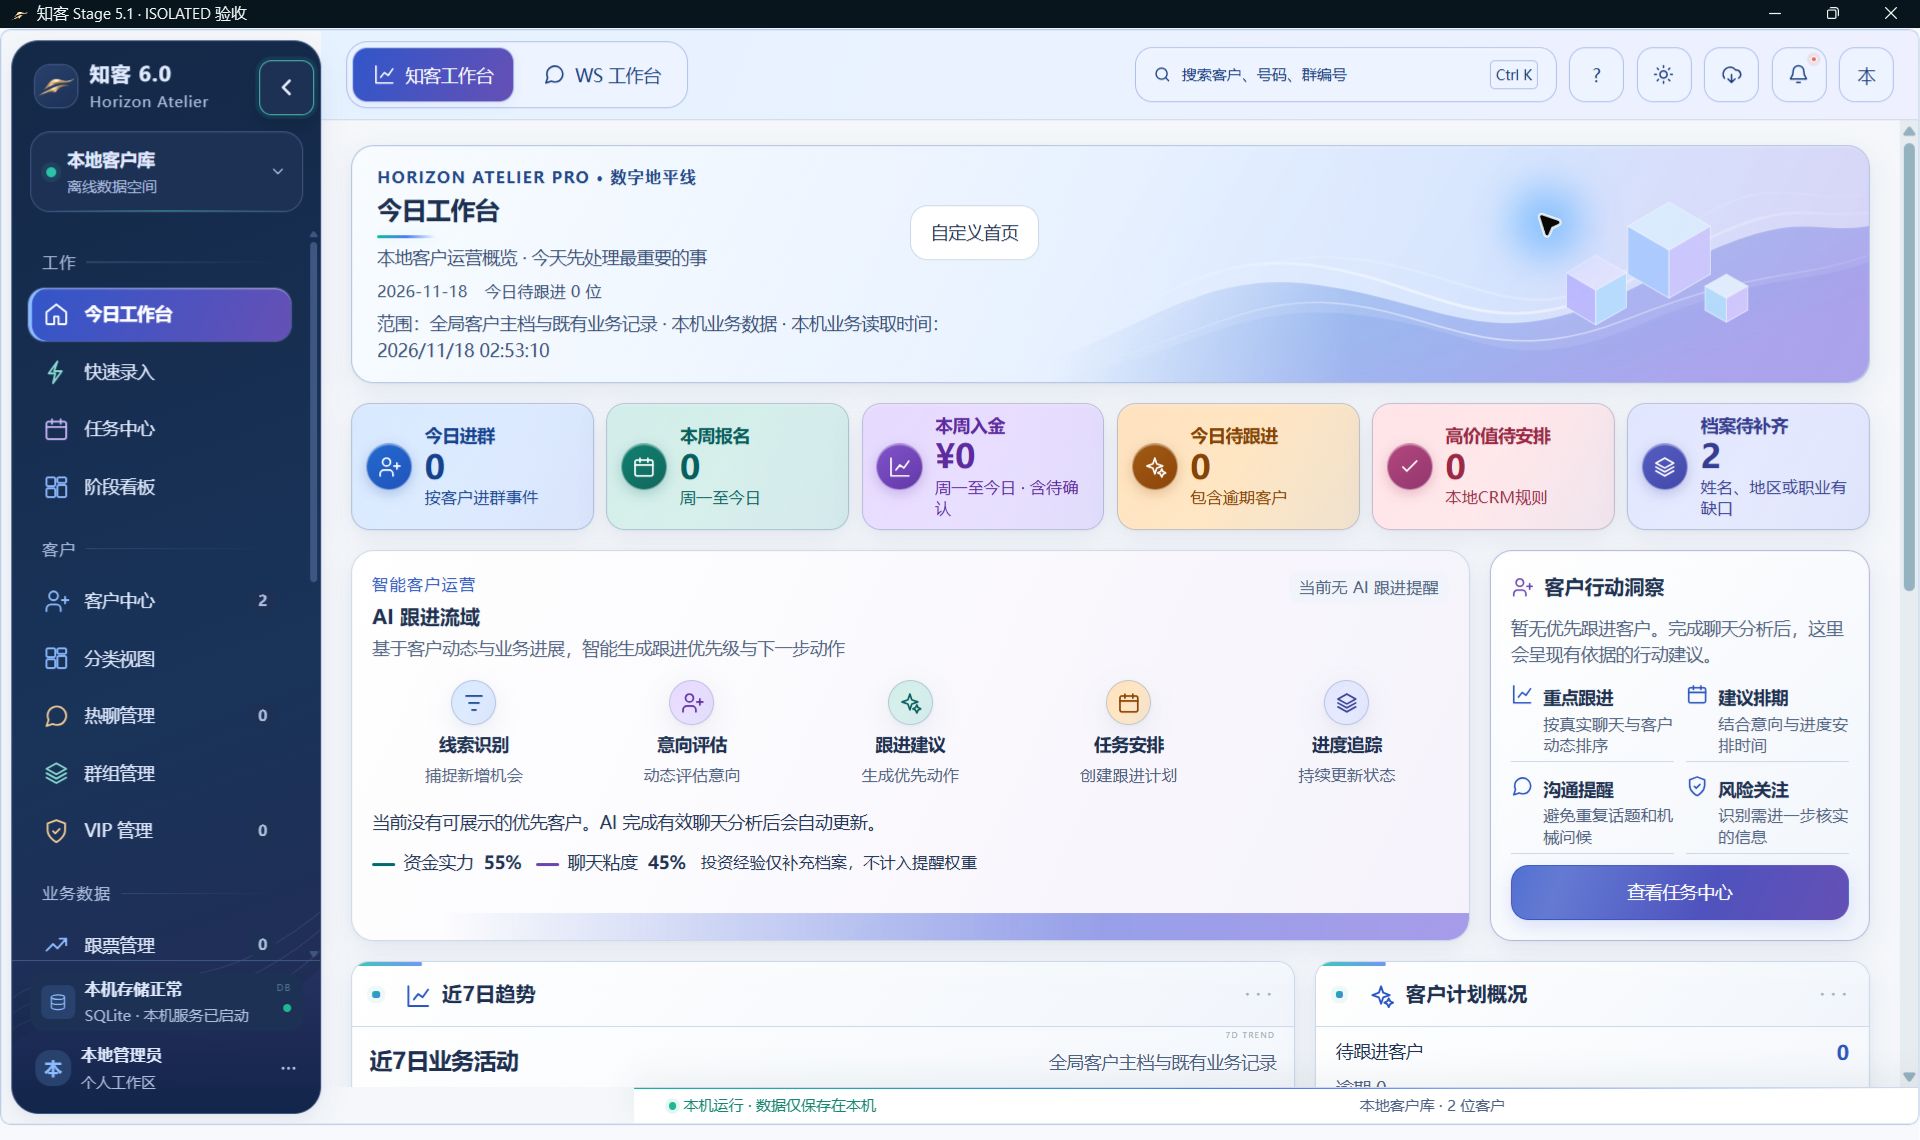 知客 Stage 5.1 · ISOLATED 验收
知客 6.0
Horizon Atelier
本地客户库
离线数据空间
工作
今日工作台
快速录入
任务中心
阶段看板
客户
客户中心 2
分类视图
热聊管理 0
群组管理
VIP 管理 0
业务数据
跟票管理 0
本机存储正常 DB
SQLite · 本机服务已启动
本 本地管理员
个人工作区
知客工作台
WS 工作台
搜索客户、号码、群编号 Ctrl K
?
本
HORIZON ATELIER PRO • 数字地平线
今日工作台
本地客户运营概览 · 今天先处理最重要的事
2026-11-18 今日待跟进 0 位
范围：全局客户主档与既有业务记录 · 本机业务数据 · 本机业务读取时间：
2026/11/18 02:53:10
自定义首页
今日进群
0
按客户进群事件
本周报名
0
周一至今日
本周入金
¥0
周一至今日 · 含待确
认
今日待跟进
0
包含逾期客户
高价值待安排
0
本地CRM规则
档案待补齐
2
姓名、地区或职业有
缺口
智能客户运营
当前无 AI 跟进提醒
AI 跟进流域
基于客户动态与业务进展，智能生成跟进优先级与下一步动作
线索识别
捕捉新增机会
意向评估
动态评估意向
跟进建议
生成优先动作
任务安排
创建跟进计划
进度追踪
持续更新状态
当前没有可展示的优先客户。AI 完成有效聊天分析后会自动更新。
资金实力 55% 聊天粘度 45% 投资经验仅补充档案，不计入提醒权重
客户行动洞察
暂无优先跟进客户。完成聊天分析后，这里
会呈现有依据的行动建议。
重点跟进
按真实聊天与客户
动态排序
建议排期
结合意向与进度安
排时间
沟通提醒
避免重复话题和机
械问候
风险关注
识别需进一步核实
的信息
查看任务中心
近7日趋势
7D TREND
近7日业务活动
全局客户主档与既有业务记录
客户计划概况
待跟进客户 0
逾期 0
本机运行 · 数据仅保存在本机
本地客户库 · 2 位客户